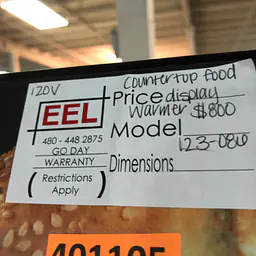 120V
Countertop food
EEL
Price display
Warmer $800
480 - 448 2875
Model
GO DAY
123-086
WARRANTY
Dimensions
(Restrictions Apply)
401105